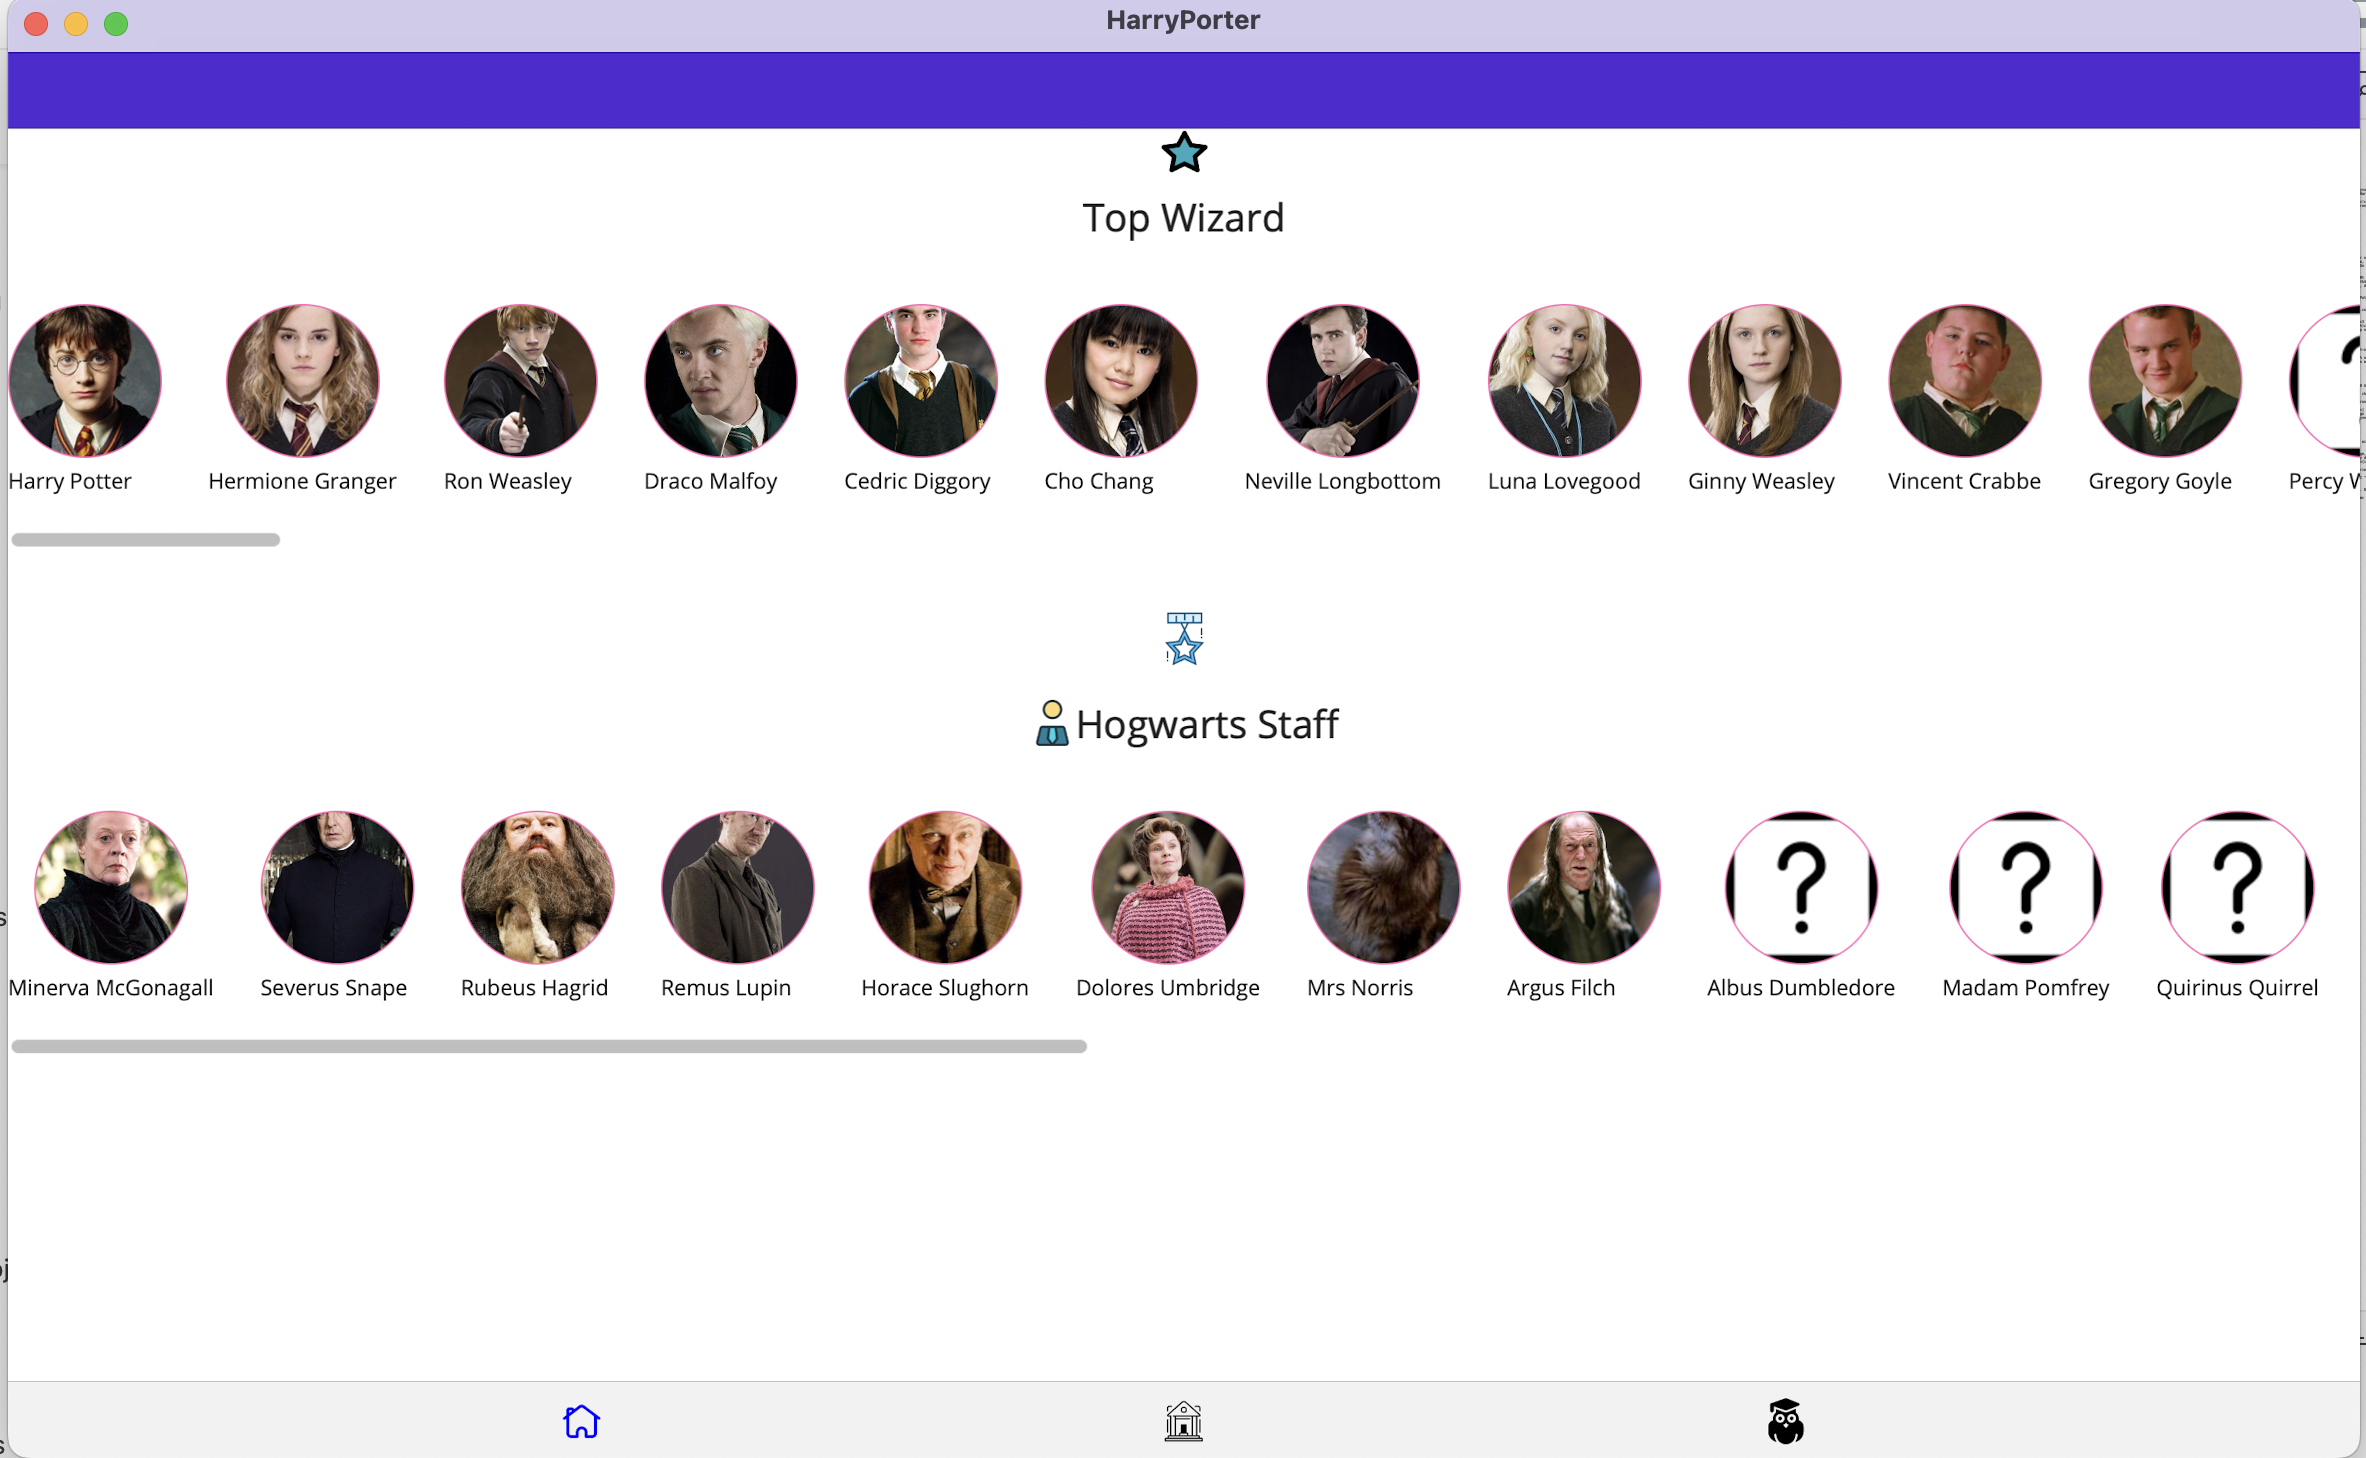 HarryPorter
Top Wizard
Harry Potter
Hermione Granger
Ron Weasley
Draco Malfoy
Cedric Diggory
Cho Chang
Neville Longbottom
Luna Lovegood
Ginny Weasley
Vincent Crabbe
Gregory Goyle
Percy
Hogwarts Staff
Minerva McGonagall
Severus Snape
Rubeus Hagrid
Remus Lupin
Horace Slughorn
Dolores Umbridge
Mrs Norris
Argus Filch
? Albus Dumbledore
? Madam Pomfrey
? Quirinus Quirrel